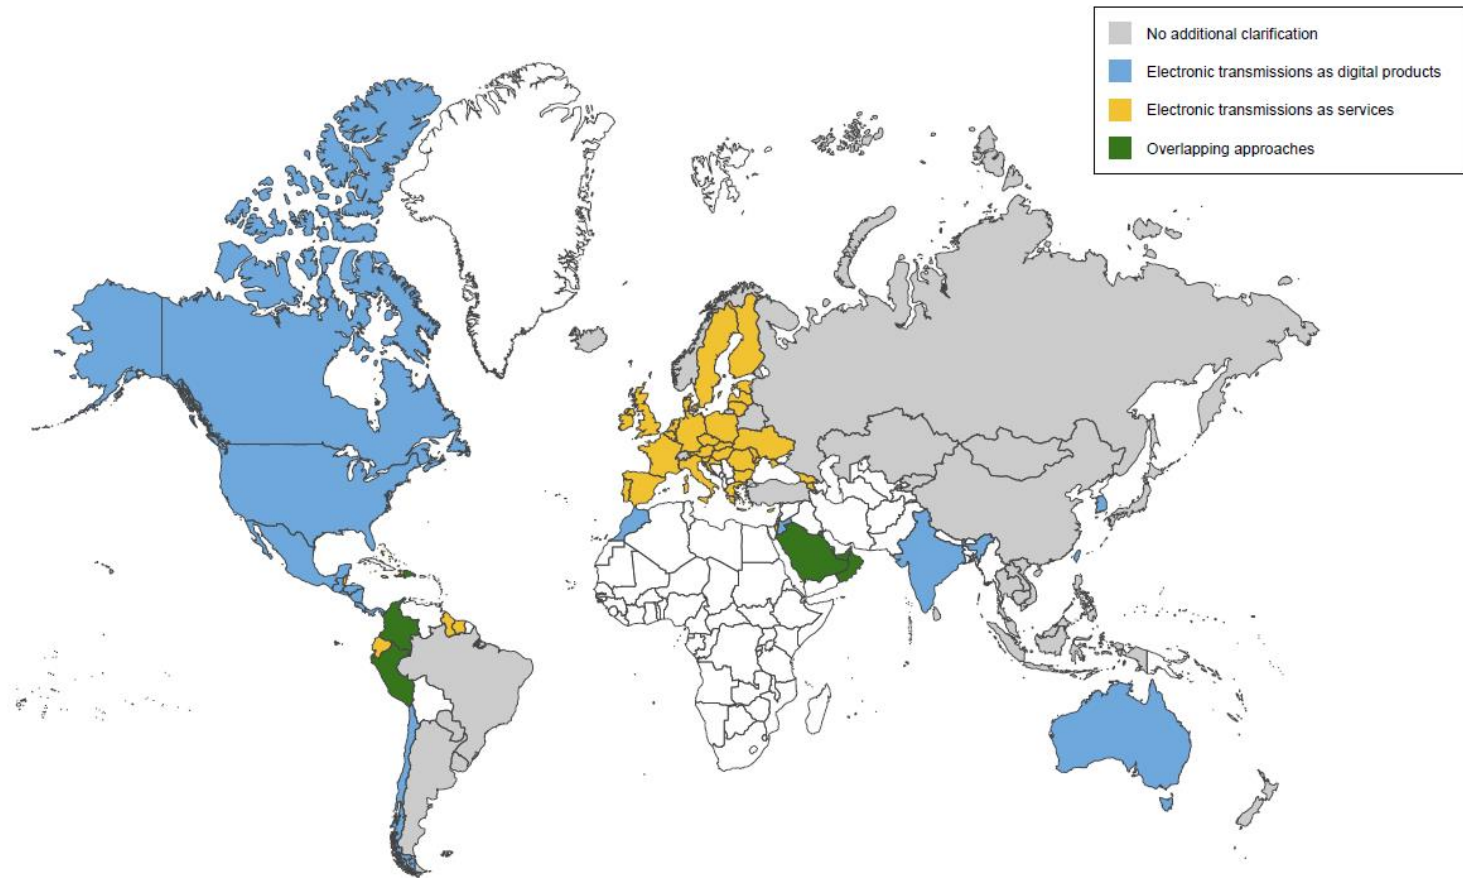 No additional clarification
Electronic transmissions as digital products
Electronic transmissions as services
Overlapping approaches